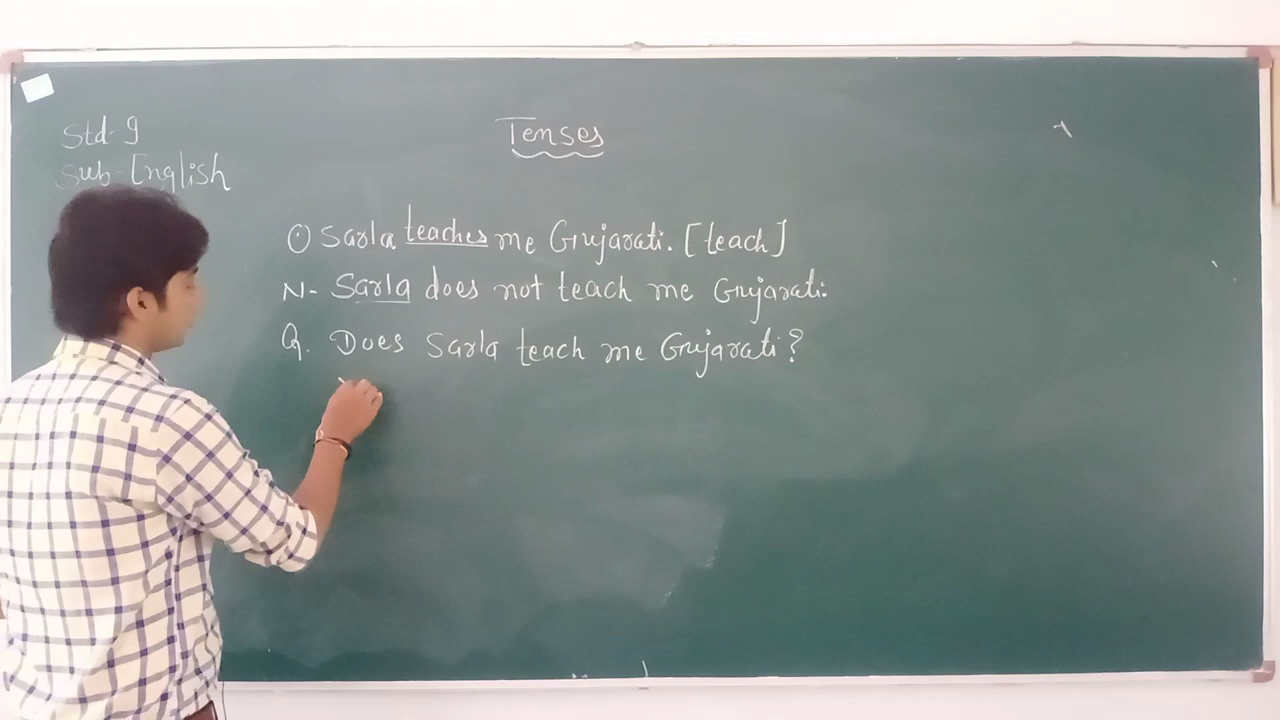 Std. 9
Sub- English
Tenses
① Sarla teaches me Gujarati. [teach]
N- Sarla does not teach me Gujarati.
Q. Does Sarla teach me Gujarati?